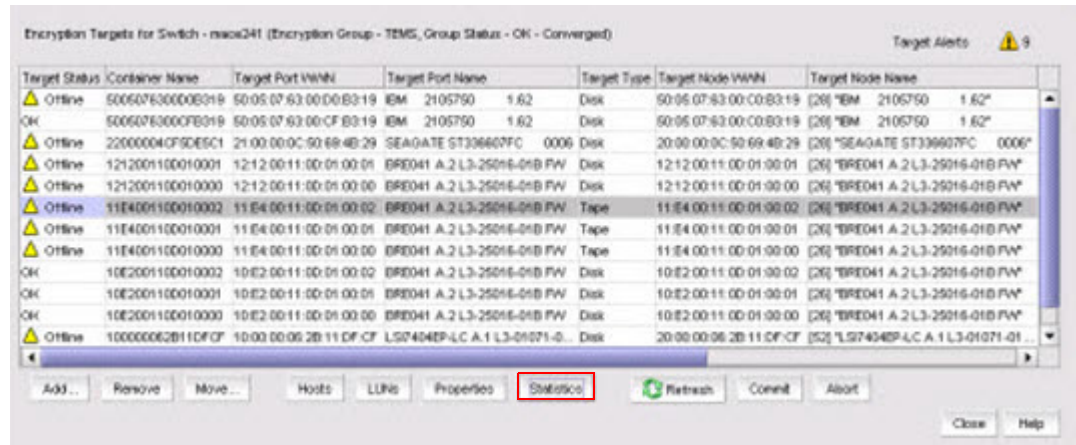 Encryption Targets for Switch - mace241 (Encryption Group - TEMS, Group Status - OK - Converged)
Target Alerts 9
Target Status Container Name Target Port WWN Target Port Name Target Type Target Node WWN Target Node Name
Offline 5005076300D0B319 50:05:07:63:00:D0:B3:19 IBM 2105750 1.62 Disk 50:05:07:63:00:C0:B3:19 [28] "IBM 2105750 1.62"
OK 5005076300CFB319 50:05:07:63:00:CF:B3:19 IBM 2105750 1.62 Disk 50:05:07:63:00:C0:B3:19 [28] "IBM 2105750 1.62"
Offline 22000004CF5DE5C1 21:00:00:0C:50:69:4B:29 SEAGATE ST336607FC 0006 Disk 20:00:00:0C:50:69:4B:29 [28] "SEAGATE ST336607FC 0006"
Offline 121200110D010001 12:12:00:11:0D:01:00:01 BRE041 A.2 L3-25016-01B FW Disk 12:12:00:11:0D:01:00:01 [26] "BRE041 A.2 L3-25016-01B FW"
Offline 121200110D010000 12:12:00:11:0D:01:00:00 BRE041 A.2 L3-25016-01B FW Disk 12:12:00:11:0D:01:00:00 [26] "BRE041 A.2 L3-25016-01B FW"
Offline 11E400110D010002 11:E4:00:11:0D:01:00:02 BRE041 A.2 L3-25016-01B FW Tape 11:E4:00:11:0D:01:00:02 [26] "BRE041 A.2 L3-25016-01B FW"
Offline 11E400110D010001 11:E4:00:11:0D:01:00:01 BRE041 A.2 L3-25016-01B FW Tape 11:E4:00:11:0D:01:00:01 [26] "BRE041 A.2 L3-25016-01B FW"
Offline 11E400110D010000 11:E4:00:11:0D:01:00:00 BRE041 A.2 L3-25016-01B FW Tape 11:E4:00:11:0D:01:00:00 [26] "BRE041 A.2 L3-25016-01B FW"
OK 10E200110D010002 10:E2:00:11:0D:01:00:02 BRE041 A.2 L3-25016-01B FW Disk 10:E2:00:11:0D:01:00:02 [26] "BRE041 A.2 L3-25016-01B FW"
OK 10E200110D010001 10:E2:00:11:0D:01:00:01 BRE041 A.2 L3-25016-01B FW Disk 10:E2:00:11:0D:01:00:01 [26] "BRE041 A.2 L3-25016-01B FW"
OK 10E200110D010000 10:E2:00:11:0D:01:00:00 BRE041 A.2 L3-25016-01B FW Disk 10:E2:00:11:0D:01:00:00 [26] "BRE041 A.2 L3-25016-01B FW"
Offline 100000062B11DFCF 10:00:00:06:2B:11:DF:CF LSI7404EP-LC A.1 L3-01071-0... Disk 20:00:00:06:2B:11:DF:CF [52] "LSI7404EP-LC A.1 L3-01071-01 ...
Add... Remove Move... Hosts LUNs Properties Statistics Refresh Commit Abort
Close Help